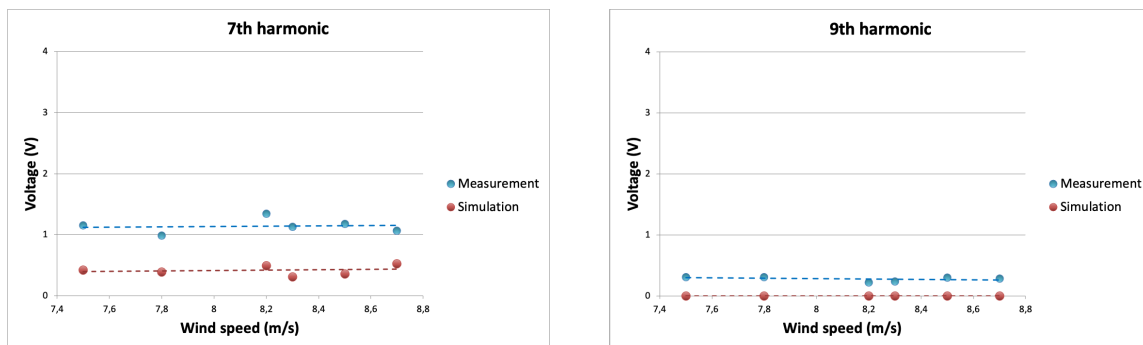 7th harmonic
4
3
2
1
0
7,4 7,6 7,8 8 8,2 8,4 8,6 8,8
Voltage (V)
Wind speed (m/s)
Measurement
Simulation
9th harmonic
4
3
2
1
0
7,4 7,6 7,8 8 8,2 8,4 8,6 8,8
Voltage (V)
Wind speed (m/s)
Measurement
Simulation